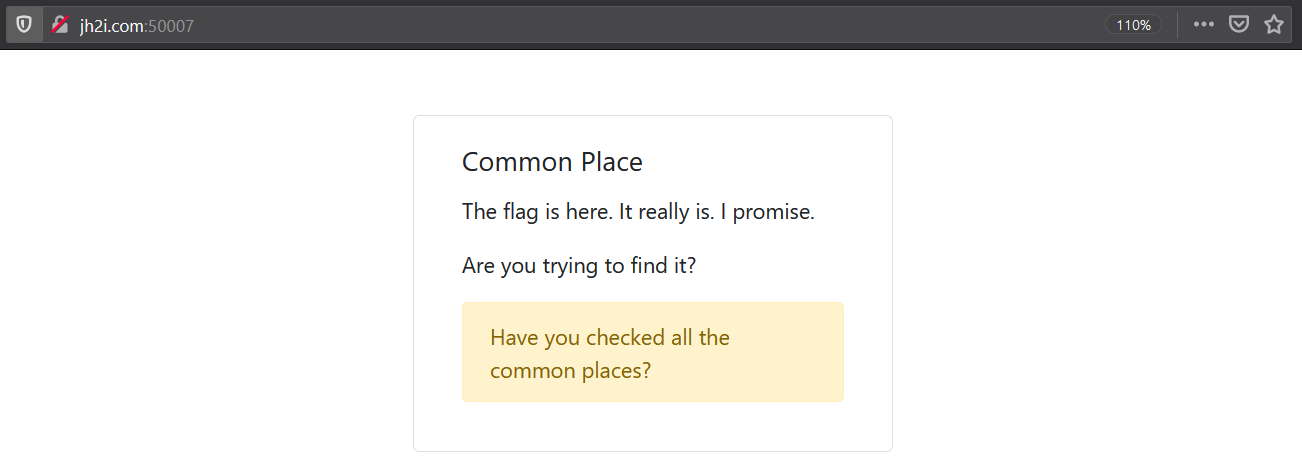 jh2i.com:50007
110%
Common Place
The flag is here. It really is. I promise.
Are you trying to find it?
Have you checked all the
common places?